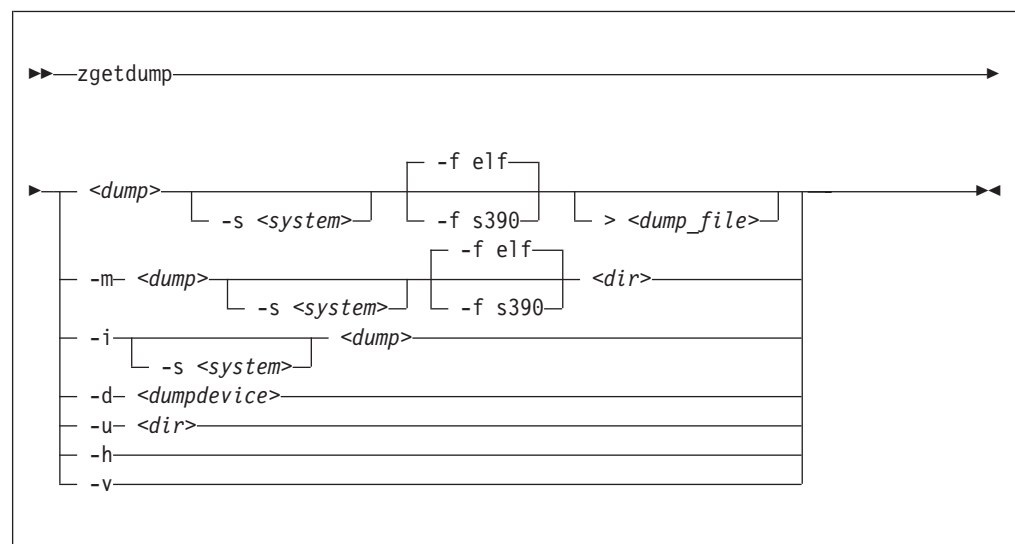 zgetdump
-f elf
<dump>
-s <system> -f s390 > <dump_file>
-f elf
-m <dump> <dir>
-s <system> -f s390
-i <dump>
-s <system>
-d <dumpdevice>
-u <dir>
-h
-v